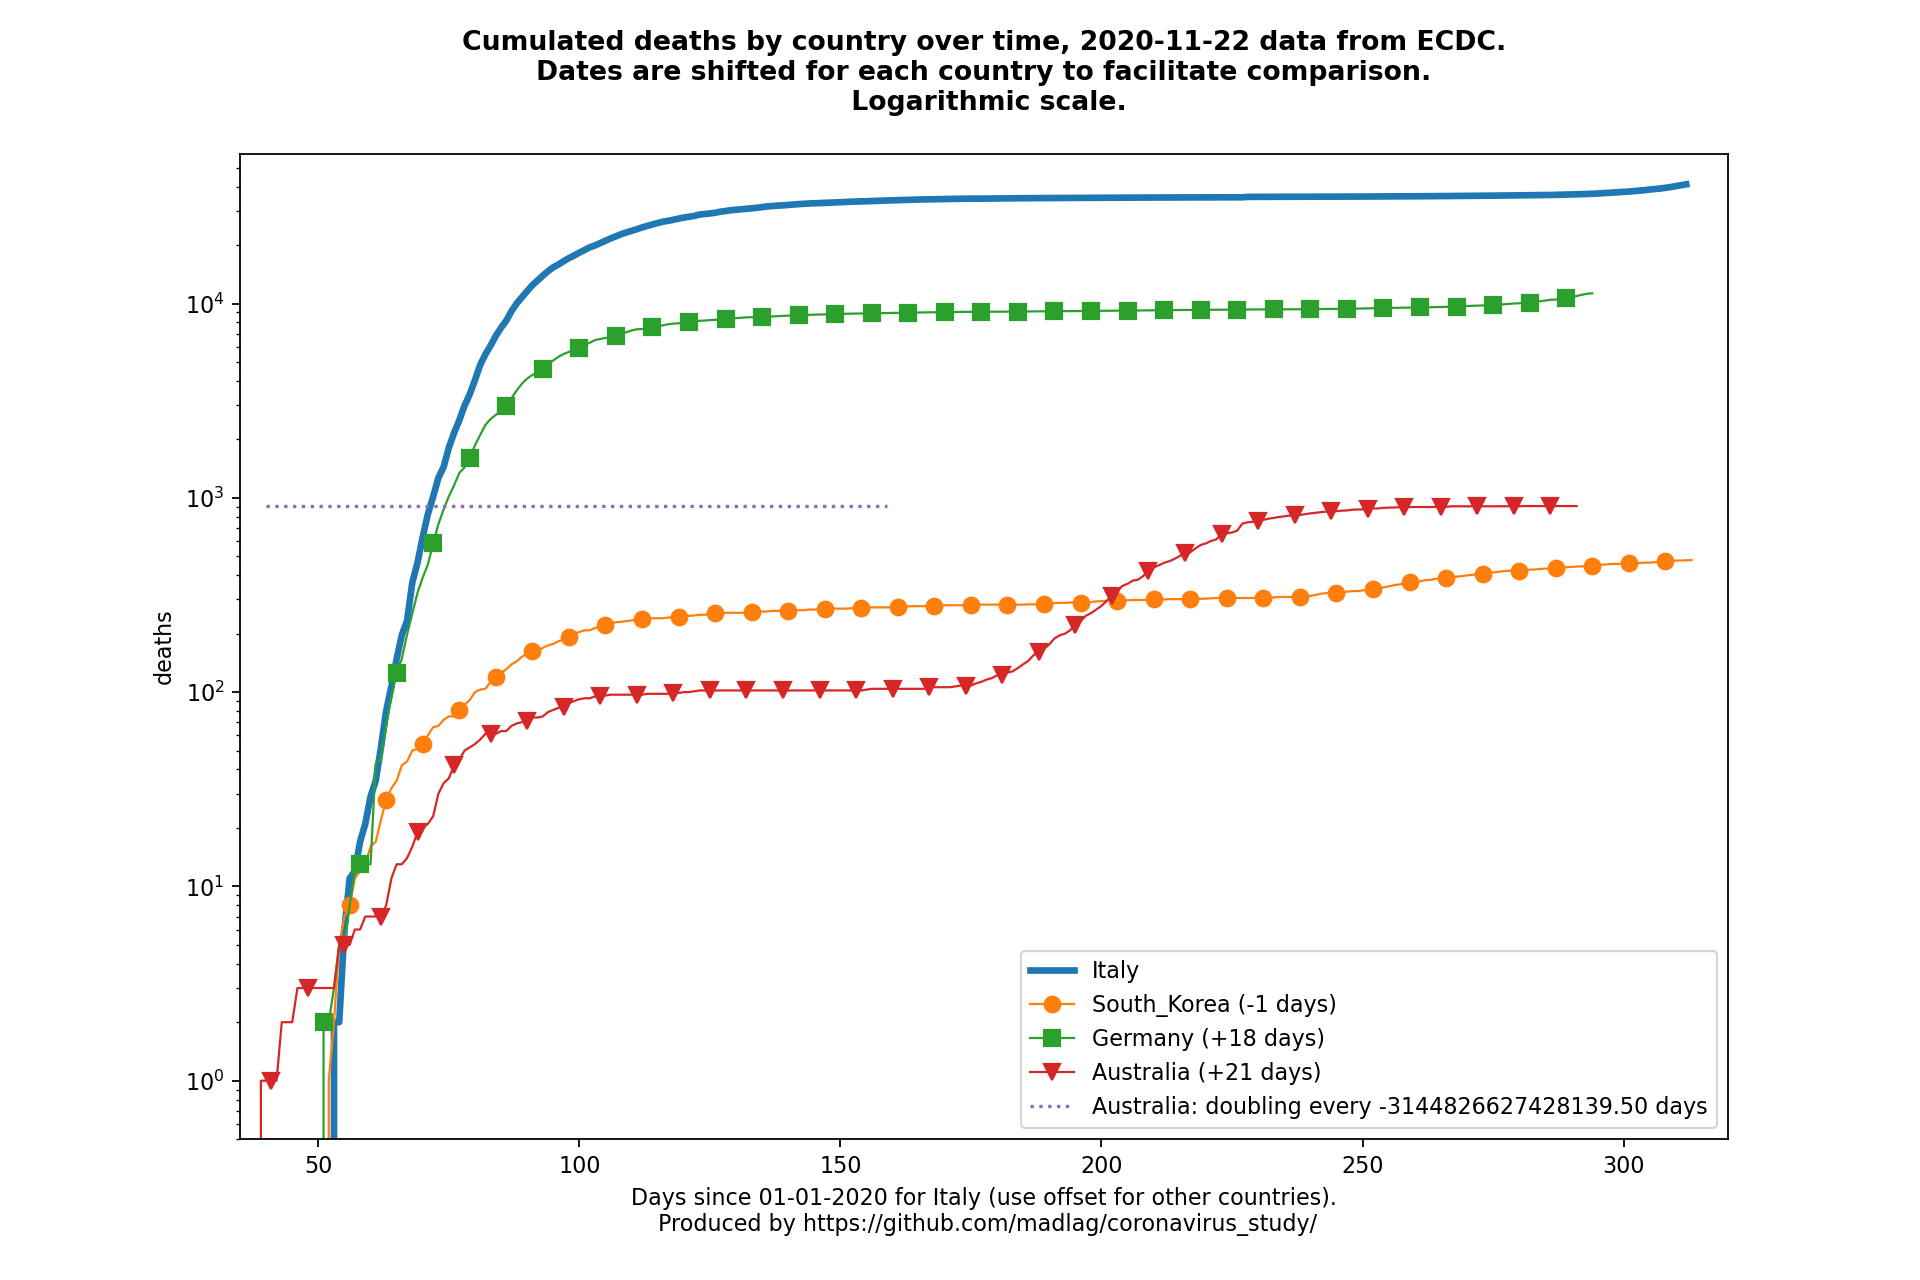 Cumulated deaths by country over time, 2020-11-22 data from ECDC.
Dates are shifted for each country to facilitate comparison.
Logarithmic scale.
deaths
10⁴
10³
10²
10¹
10⁰
50 100 150 200 250 300
Italy
South_Korea (-1 days)
Germany (+18 days)
Australia (+21 days)
Australia: doubling every -3144826627428139.50 days
Days since 01-01-2020 for Italy (use offset for other countries).
Produced by https://github.com/madlag/coronavirus_study/